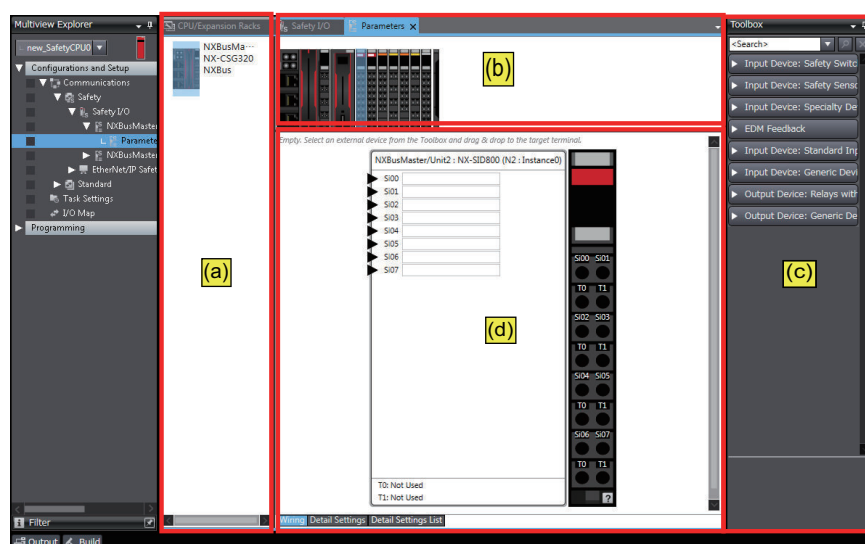 Multiview Explorer
new_SafetyCPU0
Configurations and Setup
Communications
Safety
Safety I/O
NXBusMaster
Paramete
NXBusMaster
EtherNet/IP Safet
Standard
Task Settings
I/O Map
Programming
Filter
Output
Build
CPU/Expansion Racks
NXBusMa...
NX-CSG320
NXBus
(a)
Safety I/O
Parameters
(b)
Empty. Select an external device from the Toolbox and drag & drop to the target terminal.
NXBusMaster/Unit2 : NX-SID800 (N2 : Instance0)
Si00
Si01
Si02
Si03
Si04
Si05
Si06
Si07
(d)
Si00 Si01
T0 T1
Si02 Si03
T0 T1
Si04 Si05
T0 T1
Si06 Si07
T0 T1
?
T0: Not Used
T1: Not Used
Wiring
Detail Settings
Detail Settings List
Toolbox
<Search>
Input Device: Safety Switc
Input Device: Safety Senso
Input Device: Specialty De
EDM Feedback
Input Device: Standard Inp
Input Device: Generic Devi
Output Device: Relays with
Output Device: Generic De
(c)